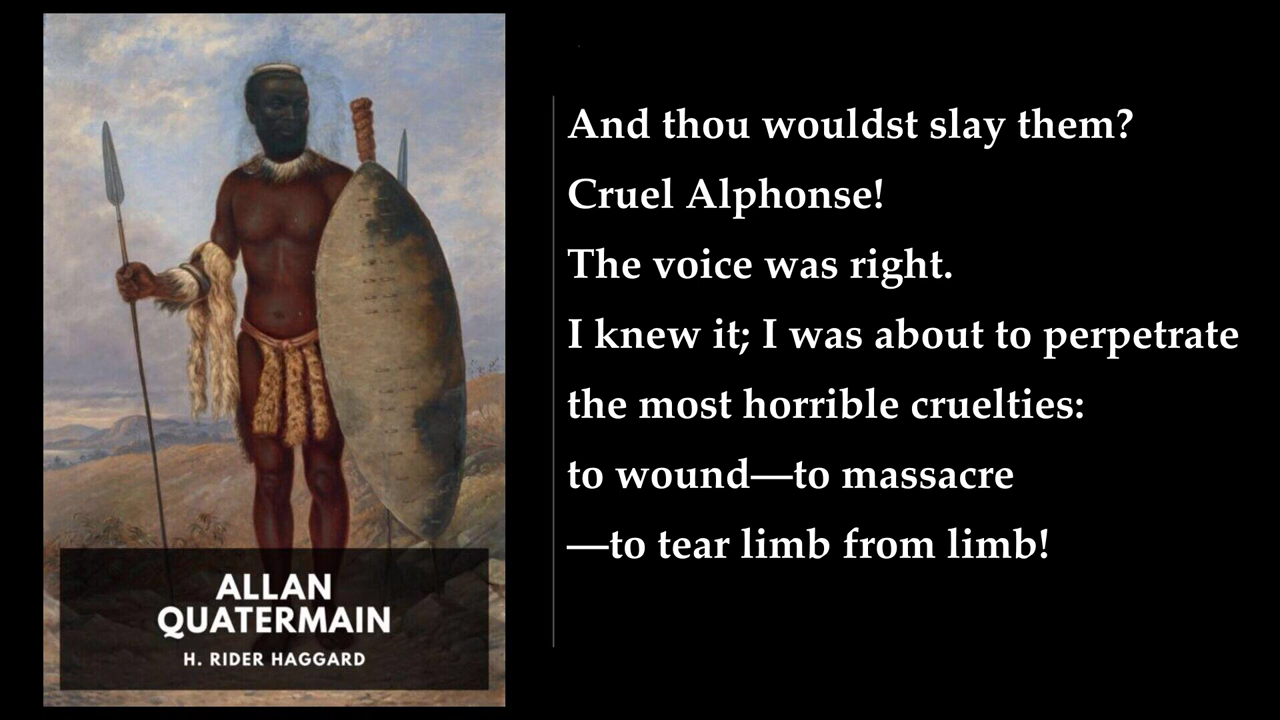 And thou wouldst slay them?
Cruel Alphonse!
The voice was right.
I knew it; I was about to perpetrate
the most horrible cruelties:
to wound—to massacre
—to tear limb from limb!
ALLAN
QUATERMAIN
H. RIDER HAGGARD